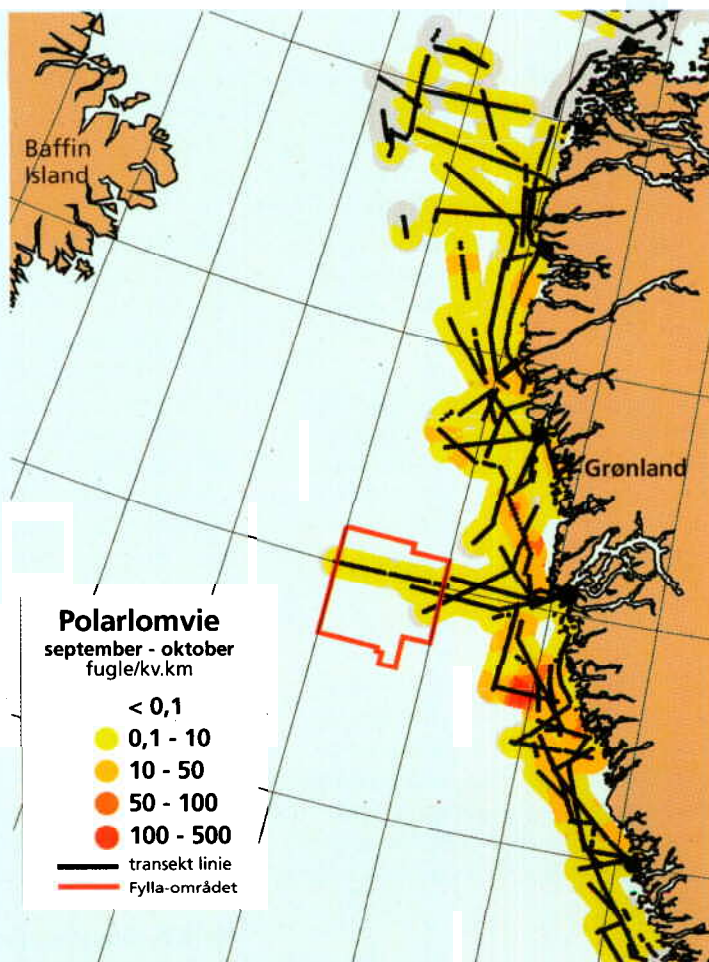 Baffin
Island
Grønland
Polarlomvie
september - oktober
fugle/kv.km
< 0,1
0,1 - 10
10 - 50
50 - 100
100 - 500
transekt linie
Fylla-området